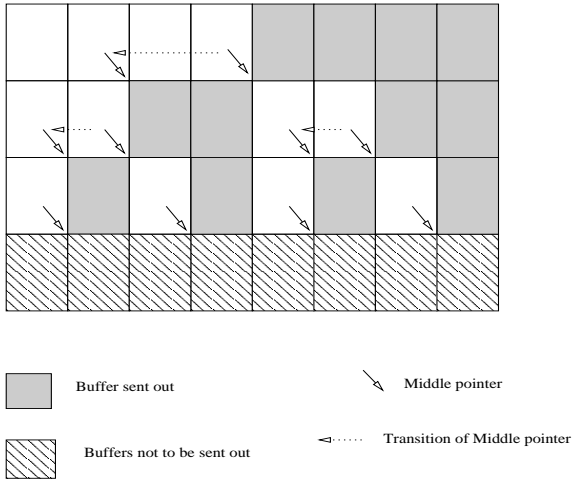 Buffer sent out
Middle pointer
Buffers not to be sent out
Transition of Middle pointer